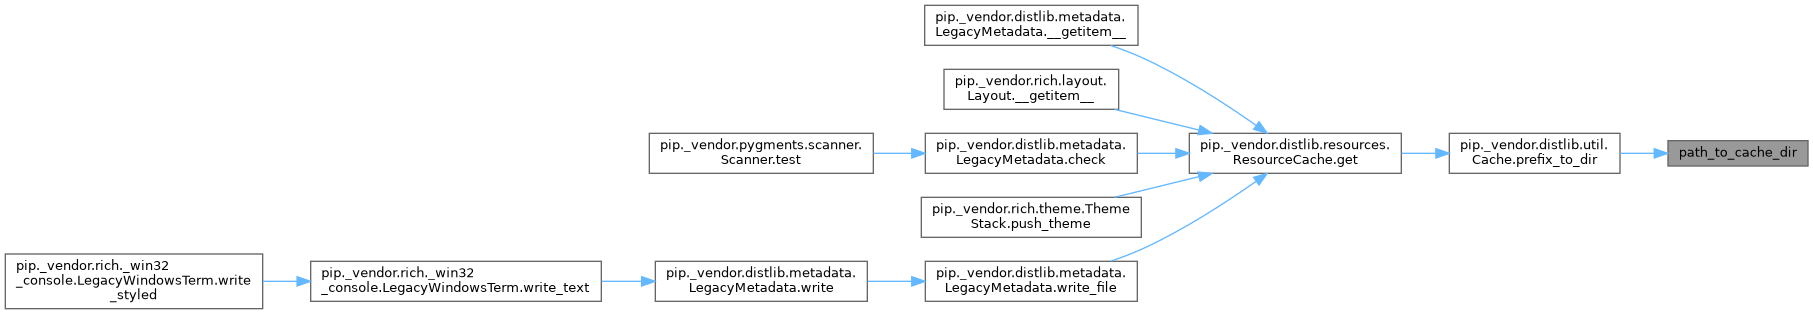 pip._vendor.distlib.metadata.
LegacyMetadata.__getitem__
pip._vendor.rich.layout.
Layout.__getitem__
pip._vendor.pygments.scanner.
Scanner.test
pip._vendor.distlib.metadata.
LegacyMetadata.check
pip._vendor.distlib.resources.
ResourceCache.get
pip._vendor.distlib.util.
Cache.prefix_to_dir
path_to_cache_dir
pip._vendor.rich.theme.Theme
Stack.push_theme
pip._vendor.rich._win32
_console.LegacyWindowsTerm.write
_styled
pip._vendor.rich._win32
_console.LegacyWindowsTerm.write_text
pip._vendor.distlib.metadata.
LegacyMetadata.write
pip._vendor.distlib.metadata.
LegacyMetadata.write_file